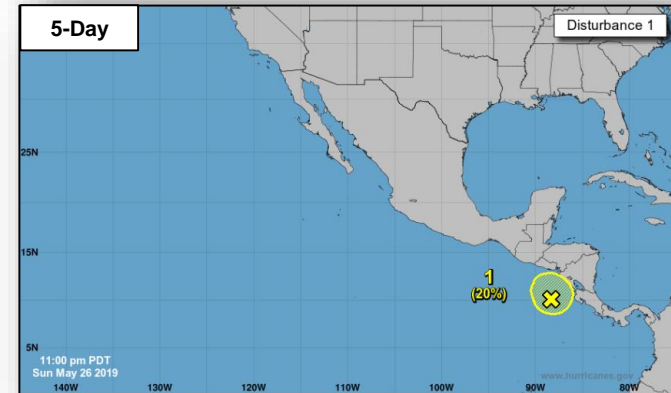 5-Day
Disturbance 1
25N
15N
1
(20%)
5N
11:00 pm PDT
Sun May 26 2019
www.hurricanes.gov
140W 130W 120W 110W 100W 90W 80W